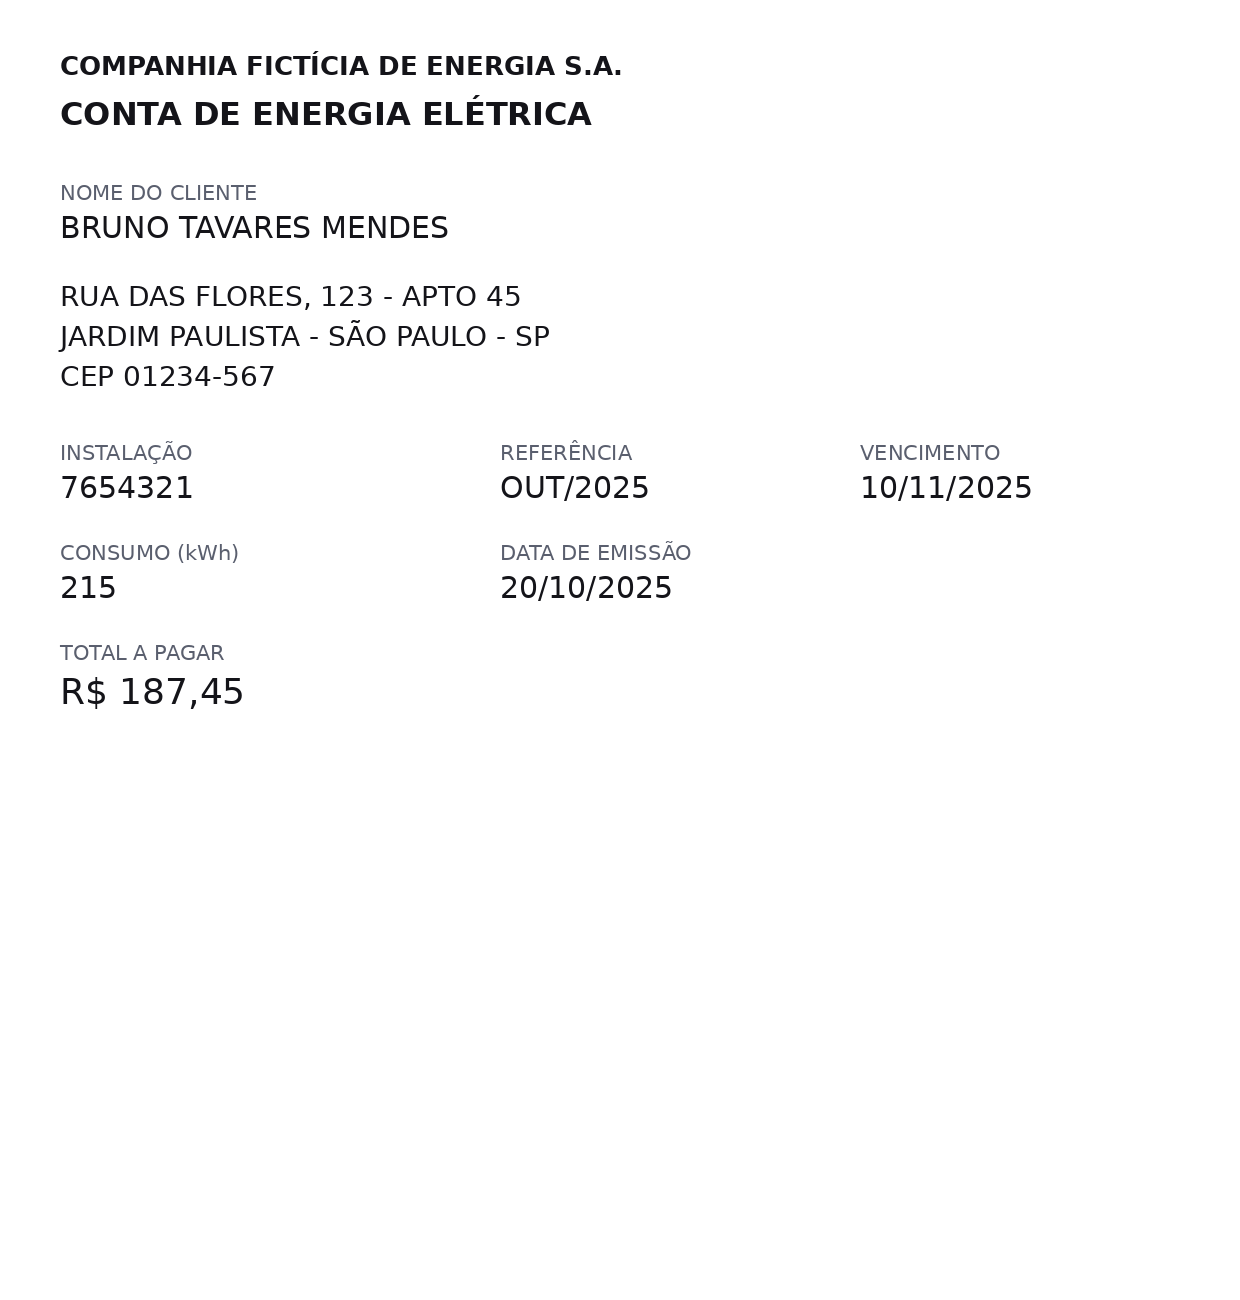 COMPANHIA FICTÍCIA DE ENERGIA S.A.
CONTA DE ENERGIA ELÉTRICA
NOME DO CLIENTE
BRUNO TAVARES MENDES
RUA DAS FLORES, 123 - APTO 45
JARDIM PAULISTA - SÃO PAULO - SP
CEP 01234-567
INSTALAÇÃO REFERÊNCIA VENCIMENTO
7654321 OUT/2025 10/11/2025
CONSUMO (kWh) DATA DE EMISSÃO
215 20/10/2025
TOTAL A PAGAR
R$ 187,45